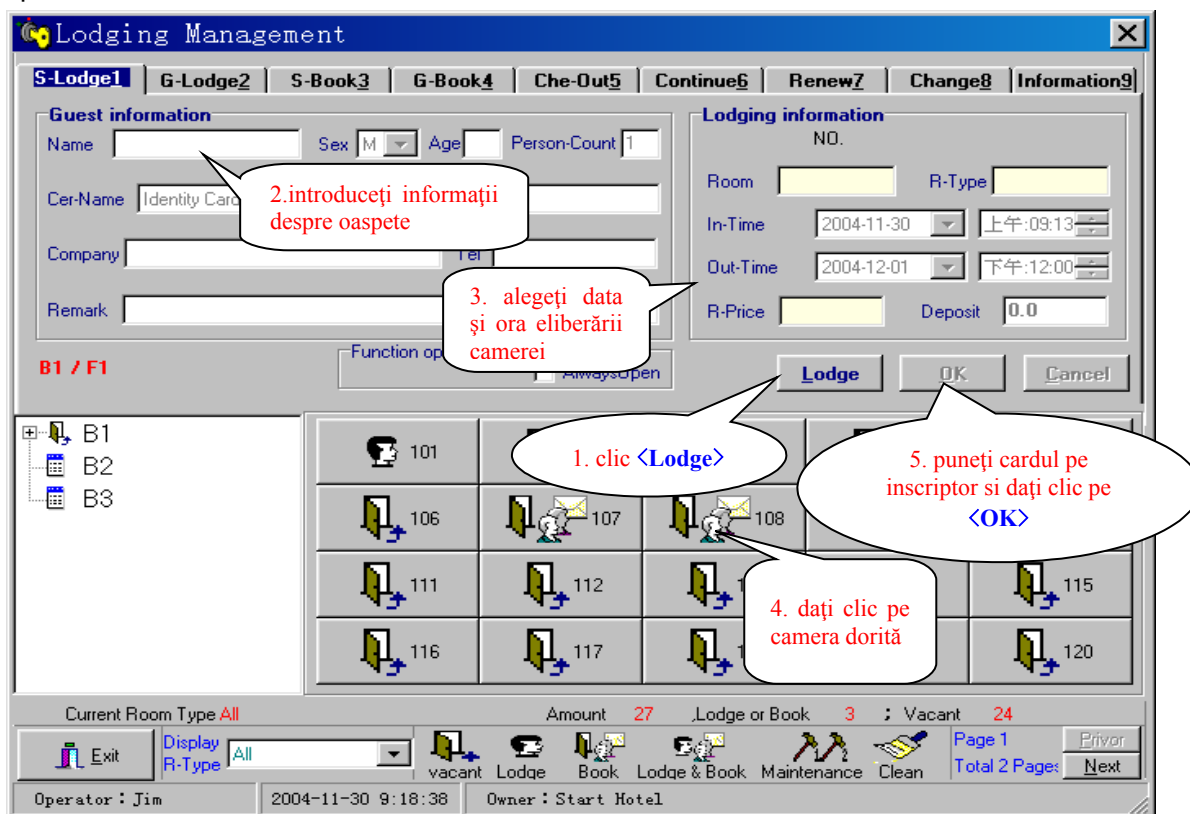 Lodging Management
S-Lodge1 G-Lodge2 S-Book3 G-Book4 Che-Out5 Continue6 Renew7 Change8 Information9
Guest information
Name Sex M Age Person-Count 1
Cer-Name Identity Card
2.introduceţi informaţii
despre oaspete
Company Tel
Remark
3. alegeţi data
şi ora eliberării
camerei
B1 / F1
Function
AlwaysOpen
Lodging information
NO.
Room R-Type
In-Time 2004-11-30 上午:09:13
Out-Time 2004-12-01 下午:12:00
R-Price Deposit 0.0
Lodge OK Cancel
B1
B2
B3
101
1. clic <Lodge>
5. puneţi cardul pe
inscriptor si daţi clic pe
<OK>
106 107 108
111 112 115
4. daţi clic pe
camera dorită
116 117 120
Current Room Type All Amount 27 ,Lodge or Book 3 ; Vacant 24
Exit
Display
R-Type All
vacant Lodge Book Lodge & Book Maintenance Clean
Page 1 Privor
Total 2 Pages Next
Operator：Jim 2004-11-30 9:18:38 Owner：Start Hotel